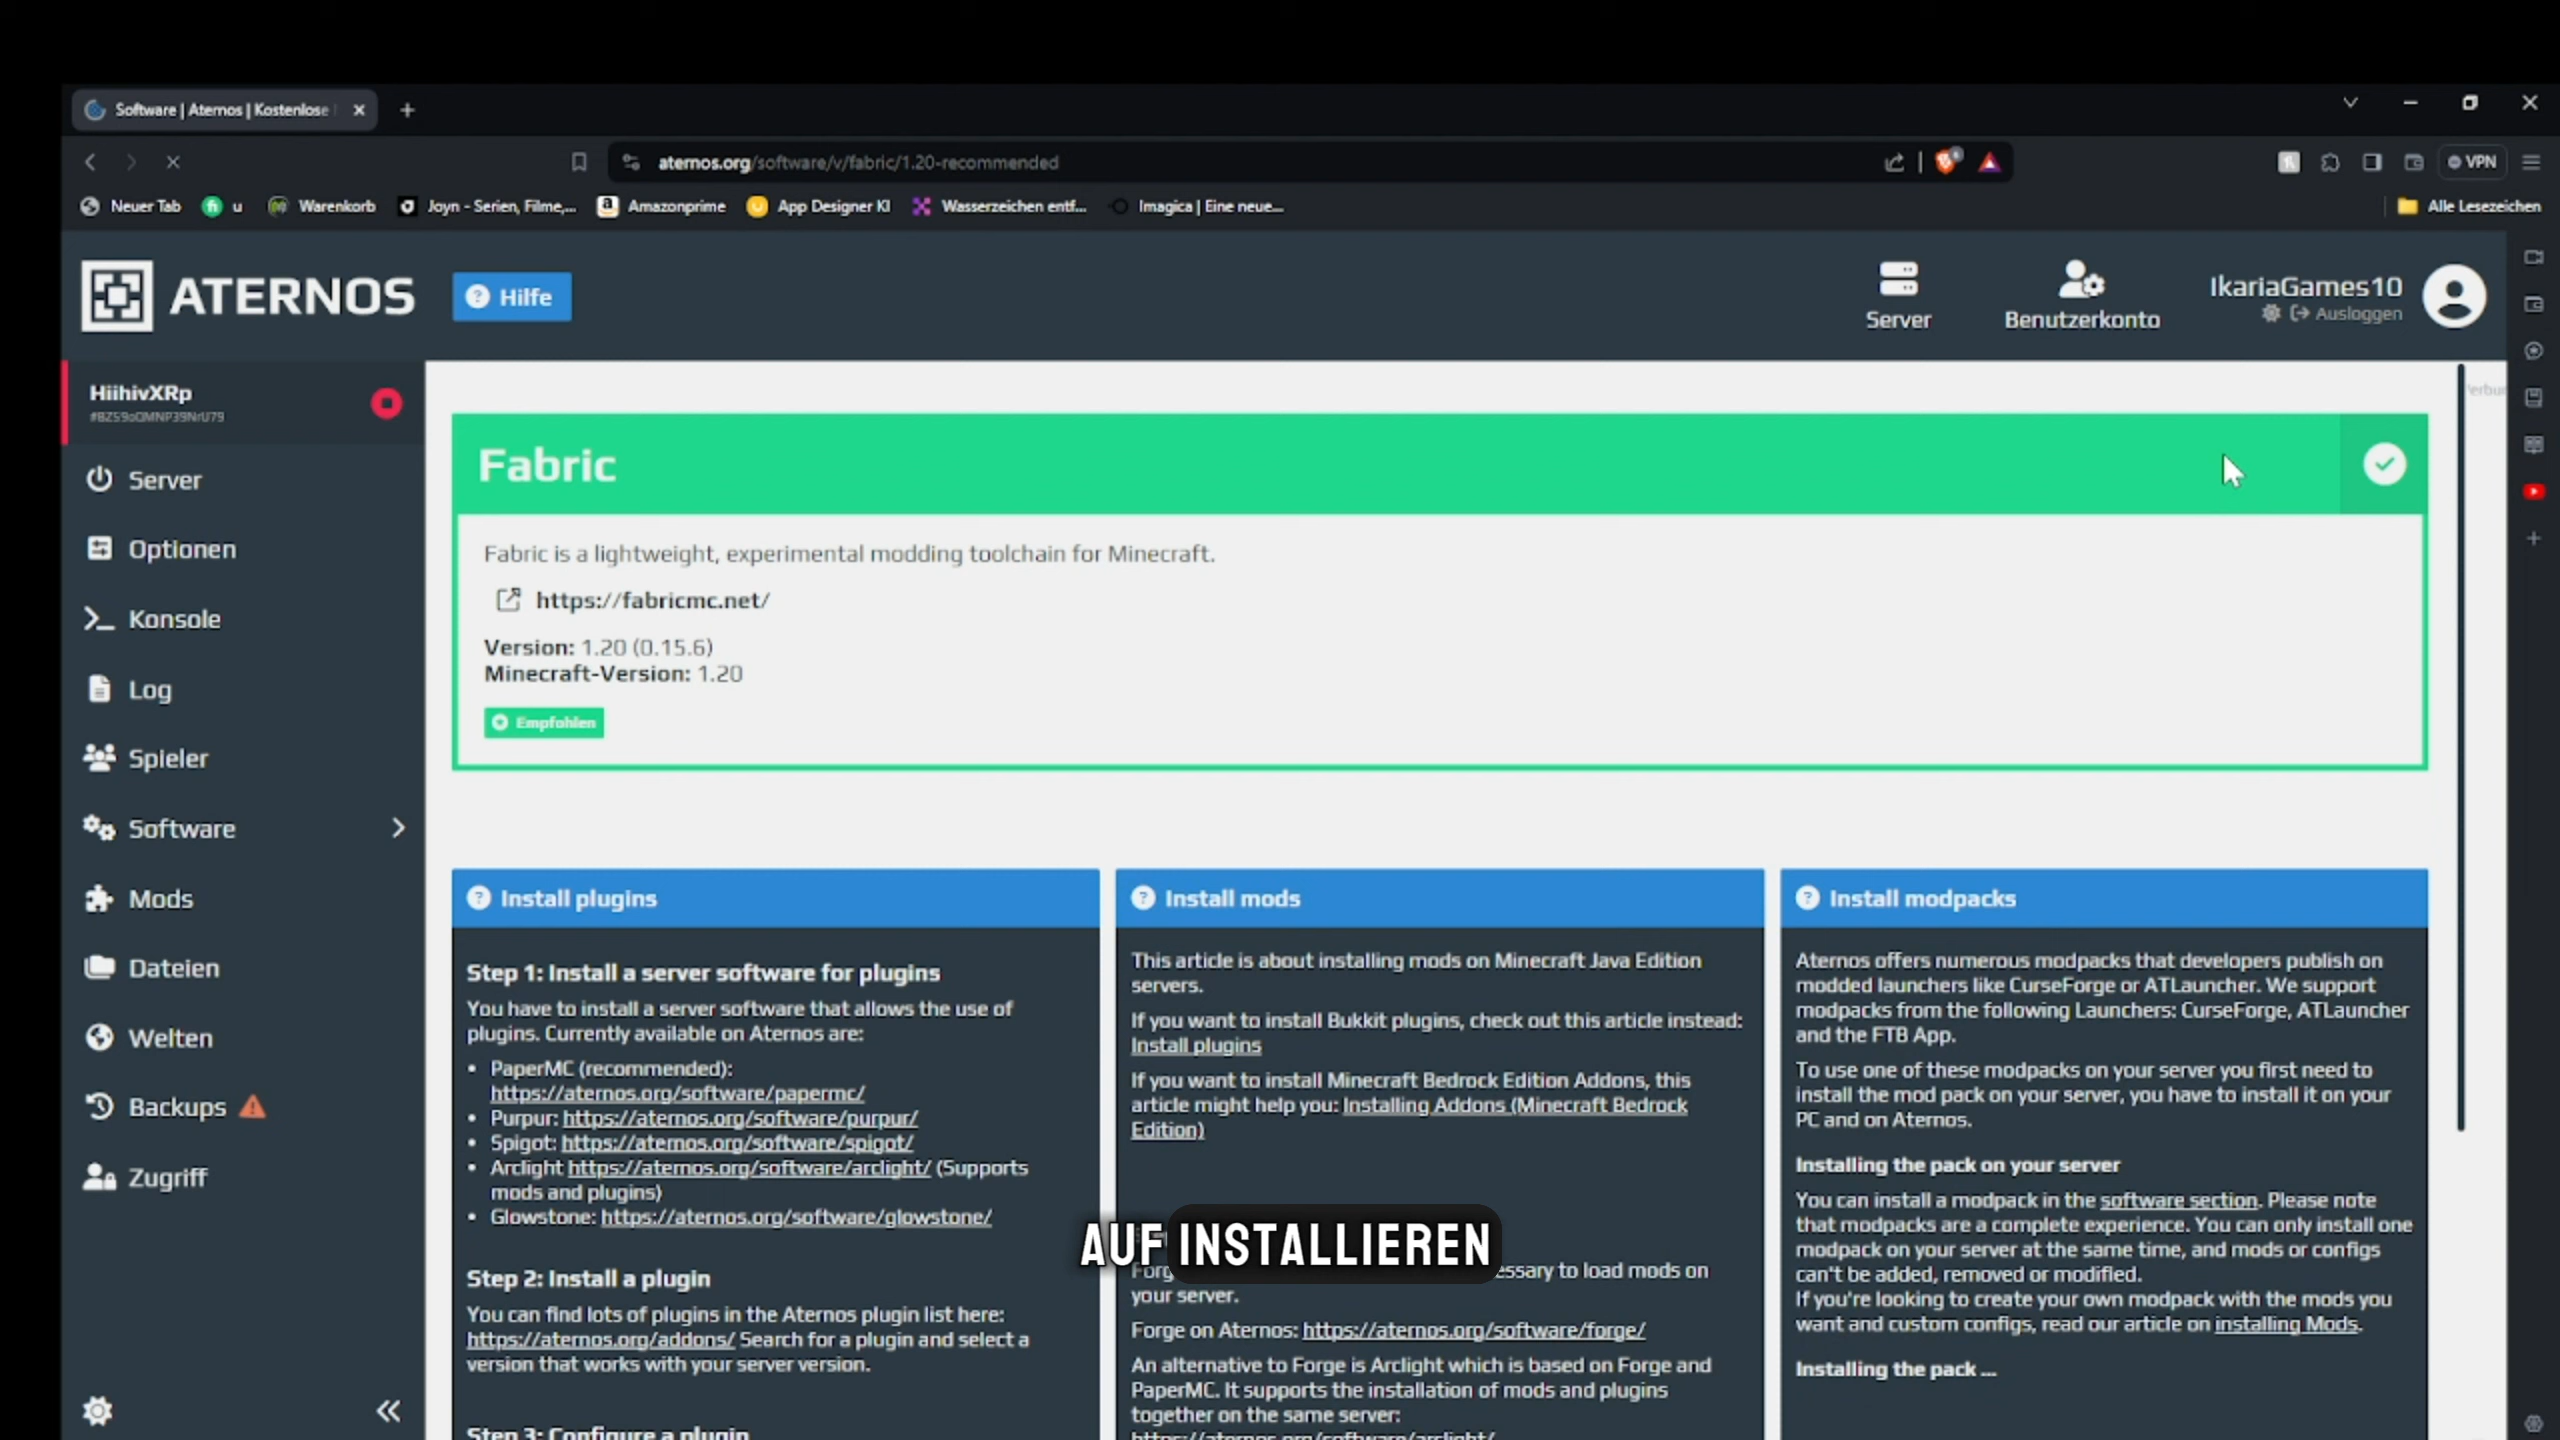 Software | Aternos | Kostenlose
aternos.org/software/v/fabric/1.20-recommended
VPN
Neuer Tab
u
Warenkorb
Joyn - Serien, Filme,...
Amazonprime
App Designer KI
Wasserzeichen entf...
Imagica | Eine neue...
Alle Lesezeichen
ATERNOS
Hilfe
Server
Benutzerkonto
IkariaGames10
Ausloggen
HiihivXRp
Server
Optionen
Konsole
Log
Spieler
Software
Mods
Dateien
Welten
Backups
Zugriff
Fabric
Fabric is a lightweight, experimental modding toolchain for Minecraft.
https://fabricmc.net/
Version: 1.20 (0.15.6)
Minecraft-Version: 1.20
Empfohlen
Install plugins
Step 1: Install a server software for plugins
You have to install a server software that allows the use of
plugins. Currently available on Aternos are:
• PaperMC (recommended):
https://aternos.org/software/papermc/
• Purpur: https://aternos.org/software/purpur/
• Spigot: https://aternos.org/software/spigot/
• Arclight https://aternos.org/software/arclight/ (Supports
mods and plugins)
• Glowstone: https://aternos.org/software/glowstone/
Step 2: Install a plugin
You can find lots of plugins in the Aternos plugin list here:
https://aternos.org/addons/ Search for a plugin and select a
version that works with your server version.
Step 3: Configure a plugin
Install mods
This article is about installing mods on Minecraft Java Edition
servers.
If you want to install Bukkit plugins, check out this article instead:
Install plugins
If you want to install Minecraft Bedrock Edition Addons, this
article might help you: Installing Addons (Minecraft Bedrock
Edition)
AUF INSTALLIEREN
to load mods on
your server.
Forge on Aternos: https://aternos.org/software/forge/
An alternative to Forge is Arclight which is based on Forge and
PaperMC. It supports the installation of mods and plugins
together on the same server:
https://aternos.org/software/arclight/
Install modpacks
Aternos offers numerous modpacks that developers publish on
modded launchers like CurseForge or ATLauncher. We support
modpacks from the following Launchers: CurseForge, ATLauncher
and the FTB App.
To use one of these modpacks on your server you first need to
install the mod pack on your server, you have to install it on your
PC and on Aternos.
Installing the pack on your server
You can install a modpack in the software section. Please note
that modpacks are a complete experience. You can only install one
modpack on your server at the same time, and mods or configs
can't be added, removed or modified.
If you're looking to create your own modpack with the mods you
want and custom configs, read our article on installing Mods.
Installing the pack ...